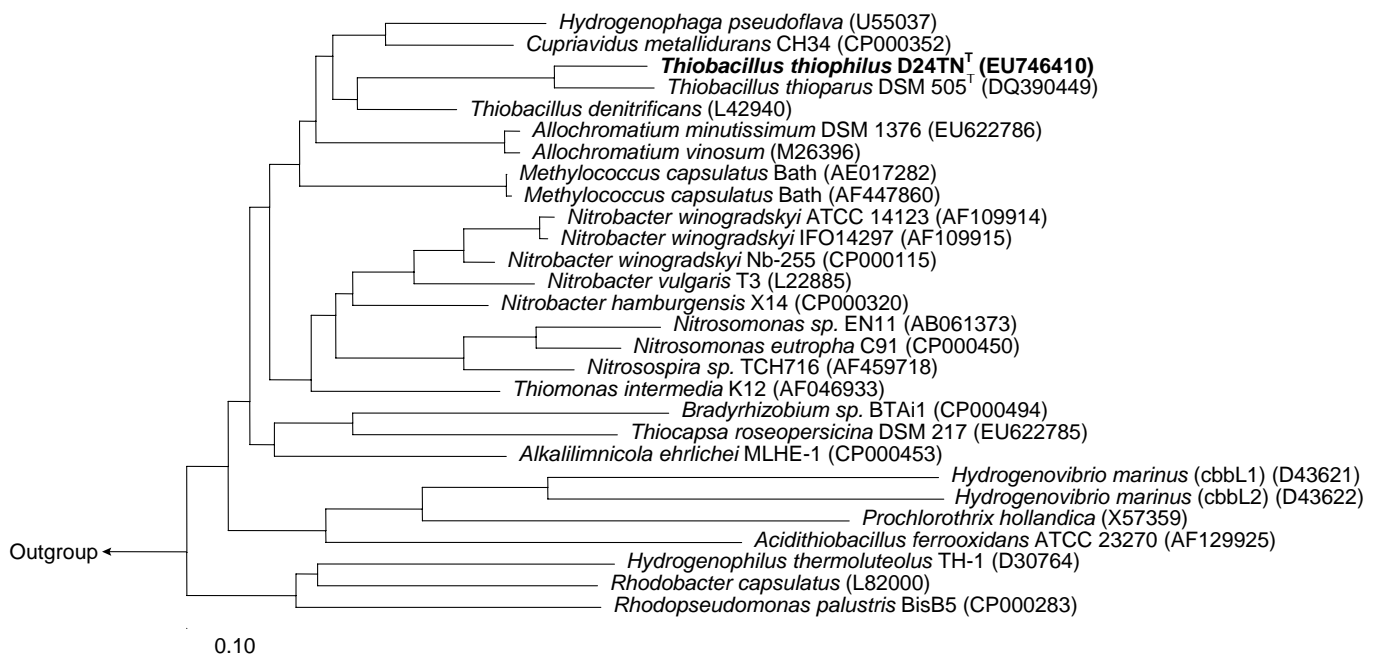 Hydrogenophaga pseudoflava (U55037)
Cupriavidus metallidurans CH34 (CP000352)
Thiobacillus thiophilus D24TNᵀ (EU746410)
Thiobacillus thioparus DSM 505ᵀ (DQ390449)
Thiobacillus denitrificans (L42940)
Allochromatium minutissimum DSM 1376 (EU622786)
Allochromatium vinosum (M26396)
Methylococcus capsulatus Bath (AE017282)
Methylococcus capsulatus Bath (AF447860)
Nitrobacter winogradskyi ATCC 14123 (AF109914)
Nitrobacter winogradskyi IFO14297 (AF109915)
Nitrobacter winogradskyi Nb-255 (CP000115)
Nitrobacter vulgaris T3 (L22885)
Nitrobacter hamburgensis X14 (CP000320)
Nitrosomonas sp. EN11 (AB061373)
Nitrosomonas eutropha C91 (CP000450)
Nitrosospira sp. TCH716 (AF459718)
Thiomonas intermedia K12 (AF046933)
Bradyrhizobium sp. BTAi1 (CP000494)
Thiocapsa roseopersicina DSM 217 (EU622785)
Alkalilimnicola ehrlichei MLHE-1 (CP000453)
Hydrogenovibrio marinus (cbbL1) (D43621)
Hydrogenovibrio marinus (cbbL2) (D43622)
Prochlorothrix hollandica (X57359)
Acidithiobacillus ferrooxidans ATCC 23270 (AF129925)
Outgroup
Hydrogenophilus thermoluteolus TH-1 (D30764)
Rhodobacter capsulatus (L82000)
Rhodopseudomonas palustris BisB5 (CP000283)
0.10